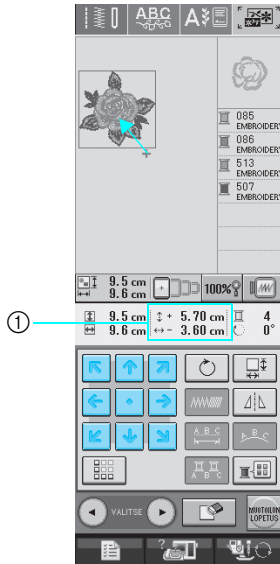 ABC A
085
EMBROIDERY
086
EMBROIDERY
513
EMBROIDERY
507
EMBROIDERY
9.5 cm
9.6 cm
100%
①
9.5 cm + 5.70 cm 4
9.6 cm - 3.60 cm 0°
A B C
A B C
A B C
VALITSE
MUOTOILUN
LOPETUS
?